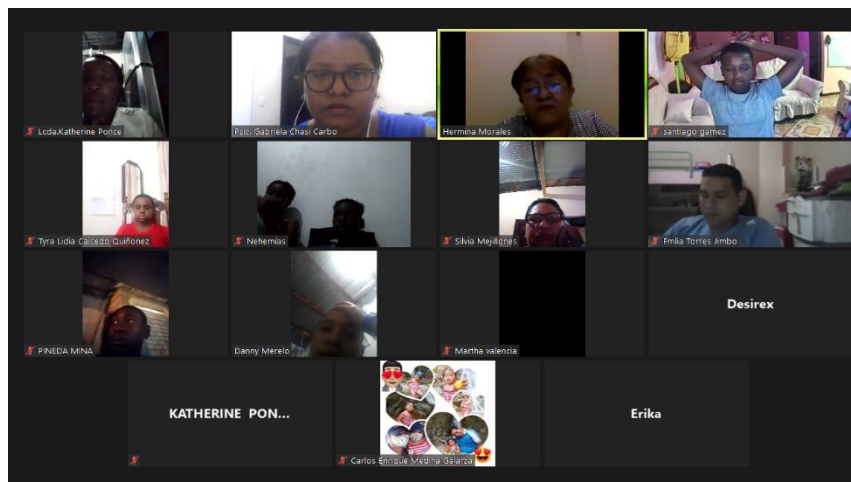 Lcda.Katherine Ponce
Psic. Gabriela Chasi Carbo
Hermina Morales
santiago gamez
Tyra Lidia Caicedo Quiñonez
Nehemías
Silvia Mejillones
Fmlia Torres Jimbo
PINEDA MINA
Danny Merelo
Martha valencia
Desirex
KATHERINE PON...
Carlos Enrique Medina Galarza
Erika